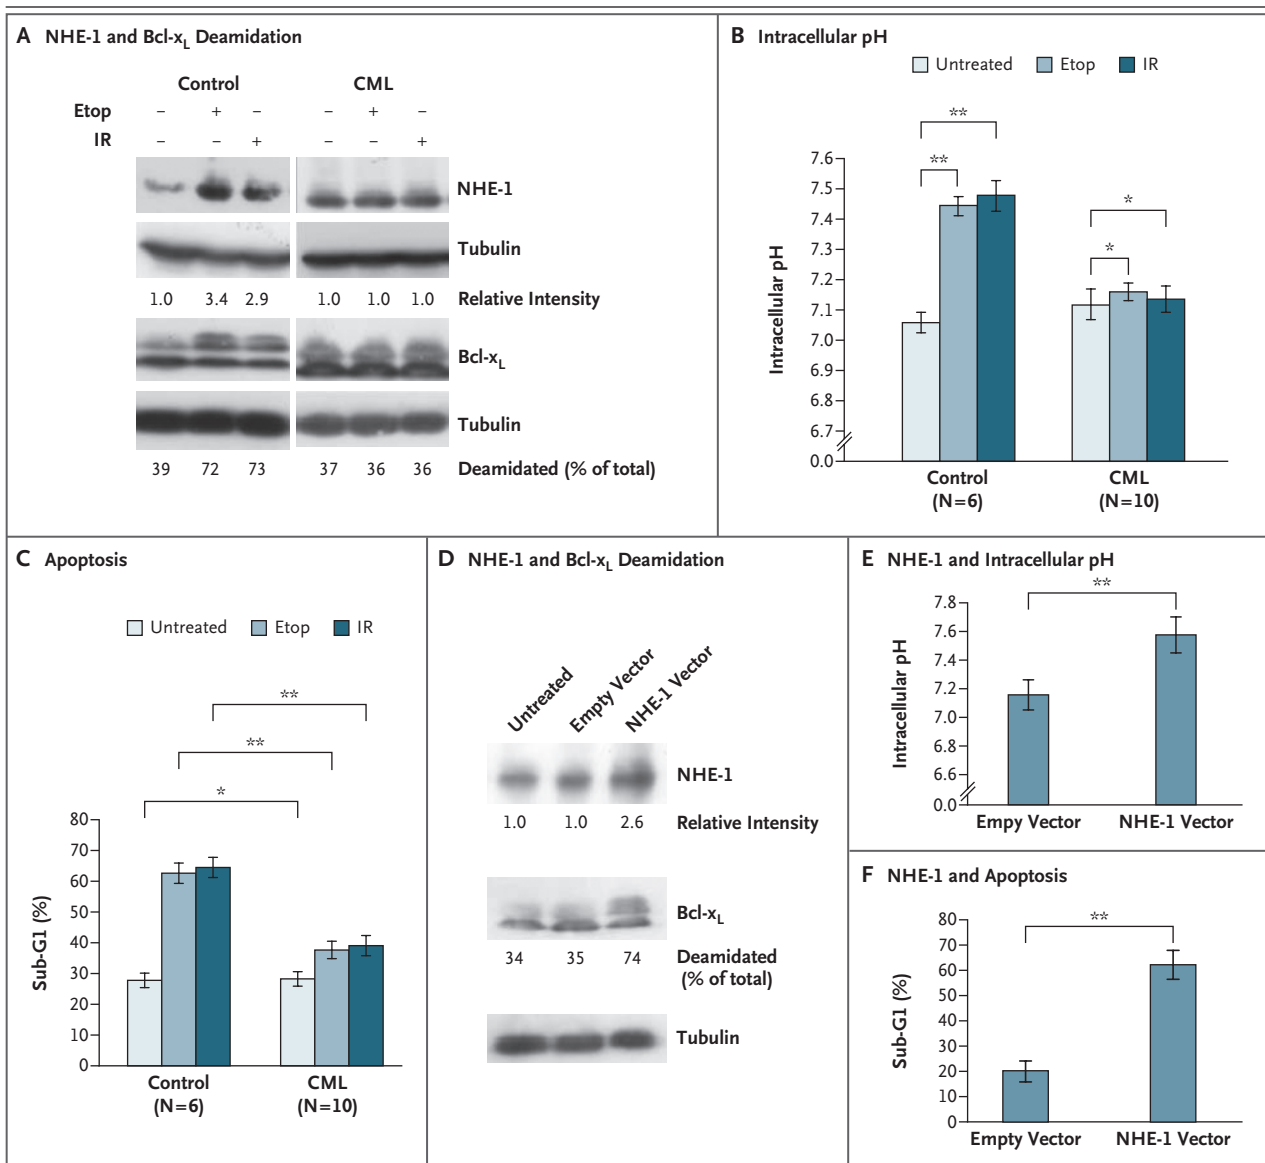 A NHE-1 and Bcl-xL Deamidation
Control CML
Etop – + – – + –
IR – – + – – +
NHE-1
Tubulin
1.0 3.4 2.9 1.0 1.0 1.0 Relative Intensity
Bcl-xL
Tubulin
39 72 73 37 36 36 Deamidated (% of total)
B Intracellular pH
Untreated Etop IR
**
**
*
*
Intracellular pH
7.6
7.5
7.4
7.3
7.2
7.1
7.0
6.9
6.8
6.7
0.0
Control CML
(N=6) (N=10)
C Apoptosis
Untreated Etop IR
**
**
*
Sub-G1 (%)
80
70
60
50
40
30
20
10
0
Control CML
(N=6) (N=10)
D NHE-1 and Bcl-xL Deamidation
Untreated
Empty Vector
NHE-1 Vector
NHE-1
1.0 1.0 2.6 Relative Intensity
Bcl-xL
34 35 74 Deamidated
(% of total)
Tubulin
E NHE-1 and Intracellular pH
**
Intracellular pH
7.8
7.6
7.4
7.2
7.0
6.8
6.6
0.0
Empy Vector NHE-1 Vector
F NHE-1 and Apoptosis
**
Sub-G1 (%)
80
70
60
50
40
30
20
10
0
Empty Vector NHE-1 Vector